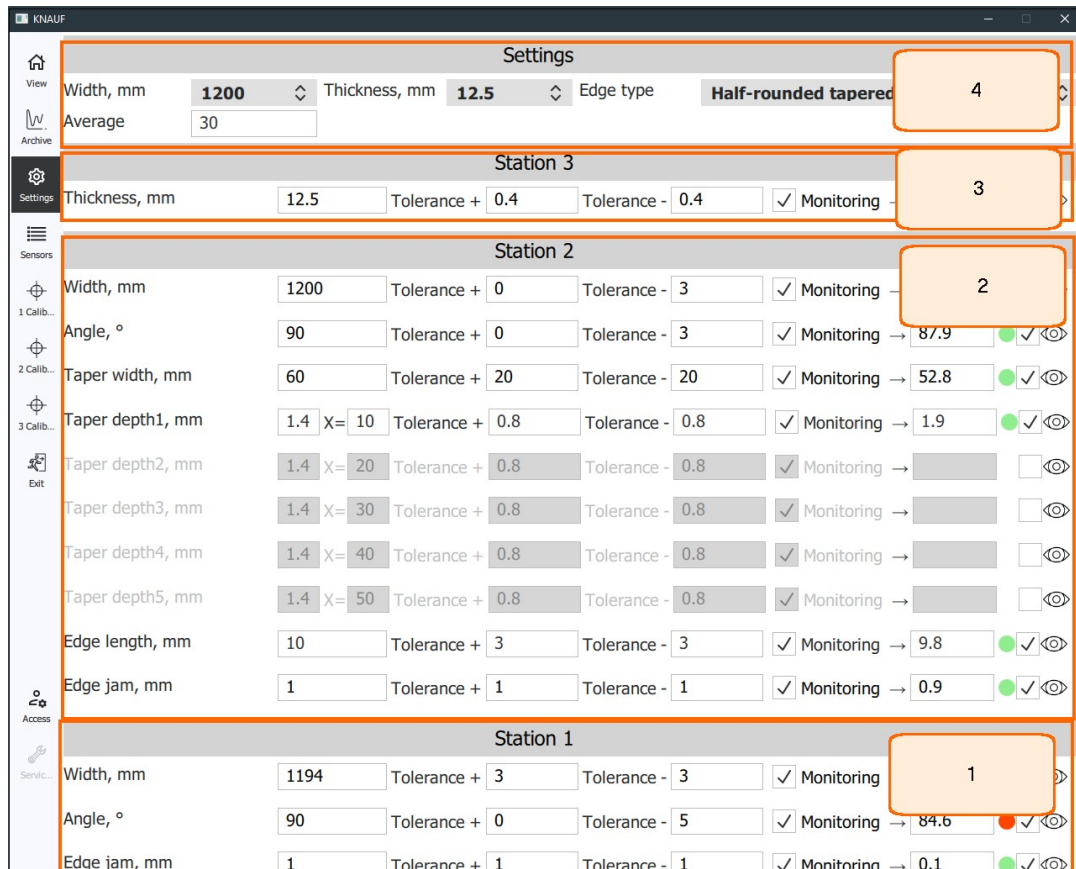 KNAUF
Settings
View
Width, mm 1200 Thickness, mm 12.5 Edge type Half-rounded tapered 4
Archive
Average 30
Station 3
Settings
Thickness, mm 12.5 Tolerance + 0.4 Tolerance - 0.4 Monitoring 3
Sensors
Station 2
Width, mm 1200 Tolerance + 0 Tolerance - 3 Monitoring → 2
1 Calib...
Angle, ° 90 Tolerance + 0 Tolerance - 3 Monitoring → 87.9
2 Calib...
Taper width, mm 60 Tolerance + 20 Tolerance - 20 Monitoring → 52.8
3 Calib...
Taper depth1, mm 1.4 X= 10 Tolerance + 0.8 Tolerance - 0.8 Monitoring → 1.9
Exit
Taper depth2, mm 1.4 X= 20 Tolerance + 0.8 Tolerance - 0.8 Monitoring →
Taper depth3, mm 1.4 X= 30 Tolerance + 0.8 Tolerance - 0.8 Monitoring →
Taper depth4, mm 1.4 X= 40 Tolerance + 0.8 Tolerance - 0.8 Monitoring →
Taper depth5, mm 1.4 X= 50 Tolerance + 0.8 Tolerance - 0.8 Monitoring →
Edge length, mm 10 Tolerance + 3 Tolerance - 3 Monitoring → 9.8
Edge jam, mm 1 Tolerance + 1 Tolerance - 1 Monitoring → 0.9
Access
Station 1
Servic...
Width, mm 1194 Tolerance + 3 Tolerance - 3 Monitoring 1
Angle, ° 90 Tolerance + 0 Tolerance - 5 Monitoring → 84.6
Edge jam, mm 1 Tolerance + 1 Tolerance - 1 Monitoring → 0.1